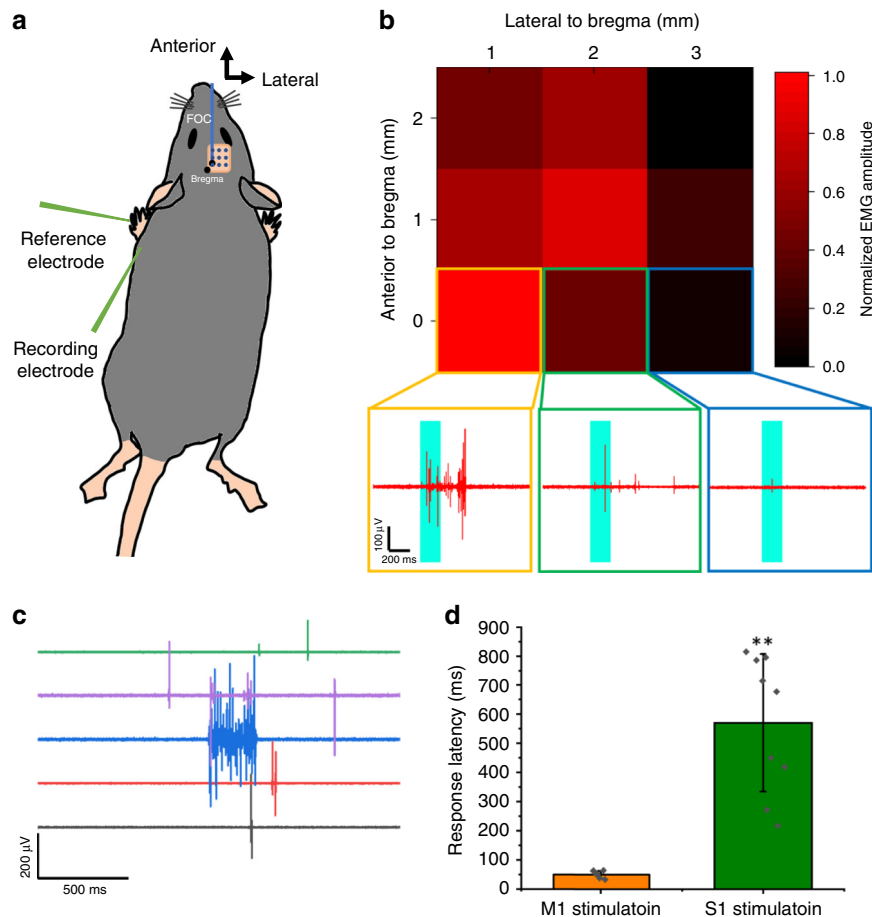 a
Anterior
Lateral
FOC
Bregma
Reference
electrode
Recording
electrode
b
Lateral to bregma (mm)
1 2 3
Anterior to bregma (mm)
2
1
0
1.0
0.8
0.6
0.4
0.2
0.0
Normalized EMG amplitude
100 μV
200 ms
c
200 μV
500 ms
d
Response latency (ms)
900
800
700
600
500
400
300
200
100
0
**
M1 stimulatoin
S1 stimulatoin